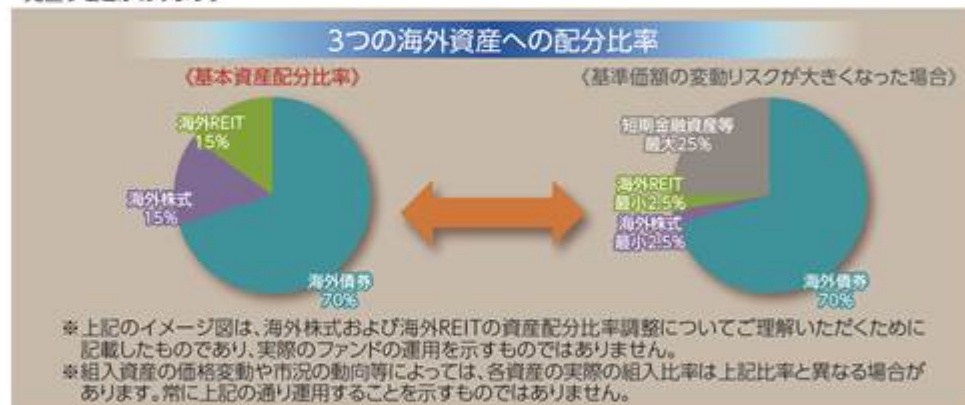 3つの海外資産への配分比率
《基本資産配分比率》
《基準価額の変動リスクが大きくなった場合》
海外REIT
15%
海外株式
15%
海外債券
70%
短期金融資産等
最大25%
海外REIT
最小2.5%
海外株式
最小2.5%
海外債券
70%
※上記のイメージ図は、海外株式および海外REITの資産配分比率調整についてご理解いただくために
記載したものであり、実際のファンドの運用を示すものではありません。
※組入資産の価格変動や市況の動向等によっては、各資産の実際の組入比率は上記比率と異なる場合が
あります。常に上記の通り運用することを示すものではありません。